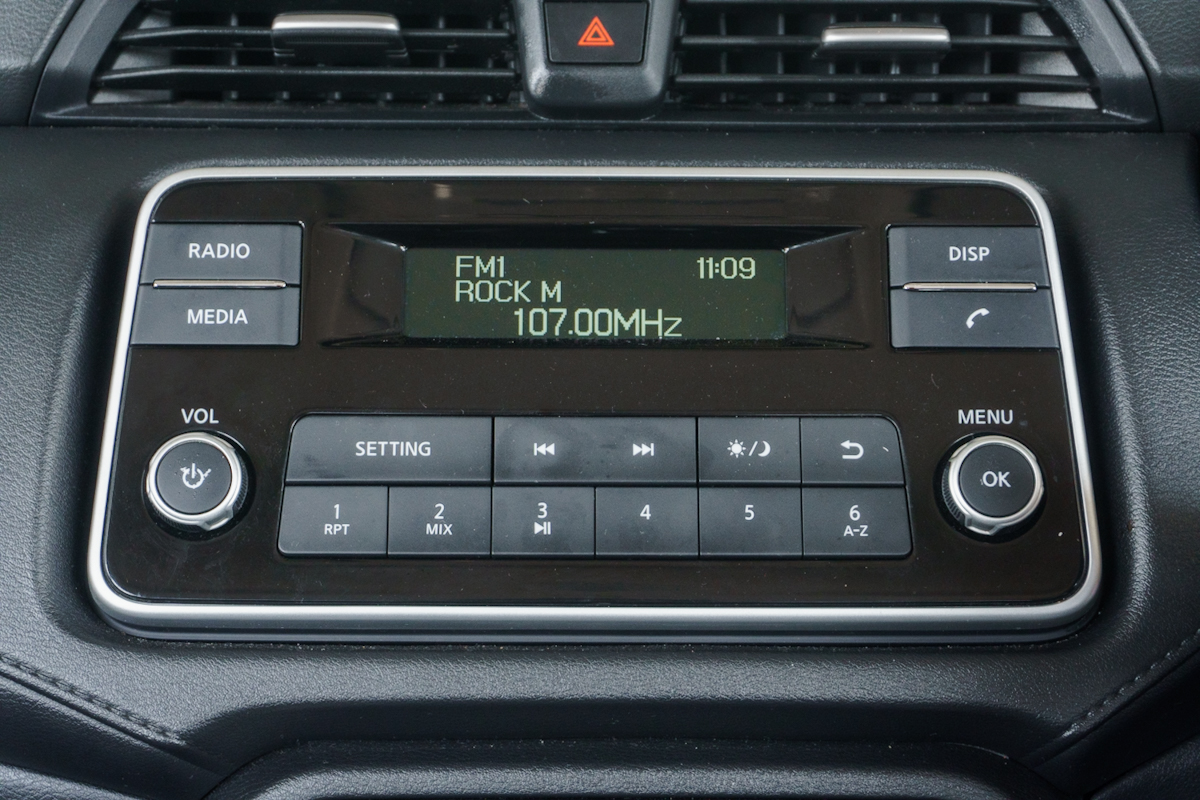 RADIO
MEDIA
FM1 11:09
ROCK M
107.00MHz
DISP
VOL
MENU
SETTING
OK
1 2 3 4 5 6
RPT MIX A-Z